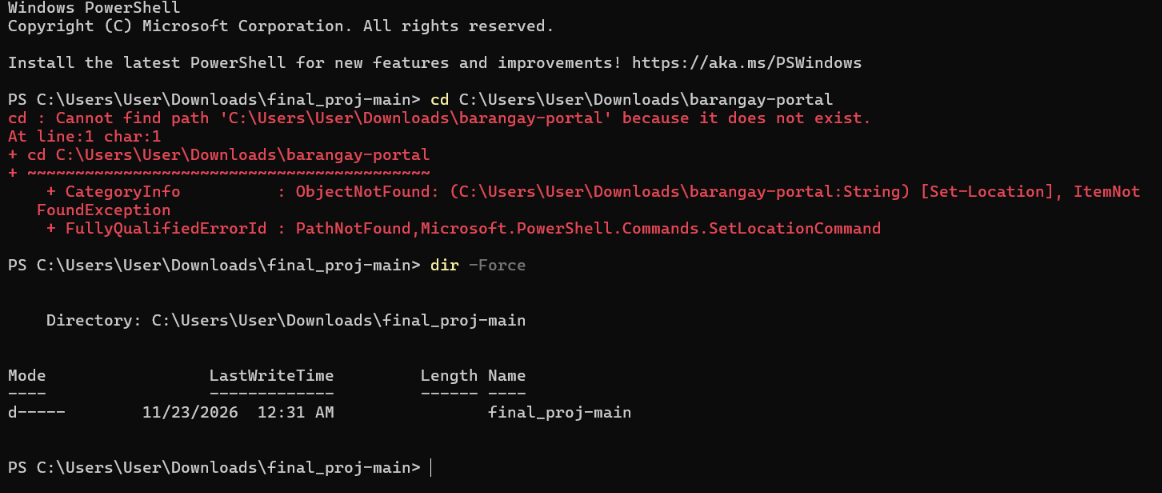 Windows PowerShell
Copyright (C) Microsoft Corporation. All rights reserved.
Install the latest PowerShell for new features and improvements! https://aka.ms/PSWindows
PS C:\Users\User\Downloads\final_proj-main> cd C:\Users\User\Downloads\barangay-portal
cd : Cannot find path 'C:\Users\User\Downloads\barangay-portal' because it does not exist.
At line:1 char:1
+ cd C:\Users\User\Downloads\barangay-portal
+ ~~~~~~~~~~~~~~~~~~~~~~~~~~~~~~~~~~~~~~~~~~
    + CategoryInfo          : ObjectNotFound: (C:\Users\User\Downloads\barangay-portal:String) [Set-Location], ItemNot
   FoundException
    + FullyQualifiedErrorId : PathNotFound,Microsoft.PowerShell.Commands.SetLocationCommand
PS C:\Users\User\Downloads\final_proj-main> dir -Force
    Directory: C:\Users\User\Downloads\final_proj-main
Mode                 LastWriteTime         Length Name
----                 -------------         ------ ----
d-----        11/23/2026  12:31 AM                final_proj-main
PS C:\Users\User\Downloads\final_proj-main>